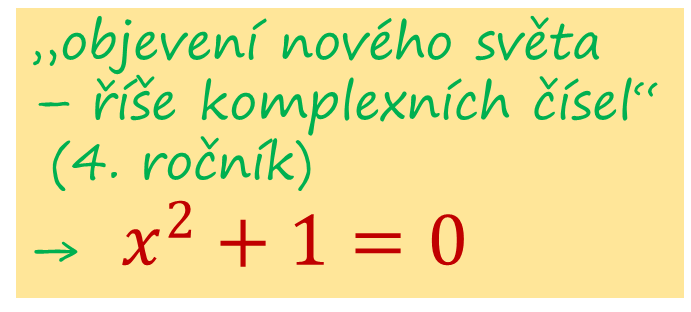 ,,objevení nového světa
– říše komplexních čísel“
(4. ročník)
→ x² + 1 = 0